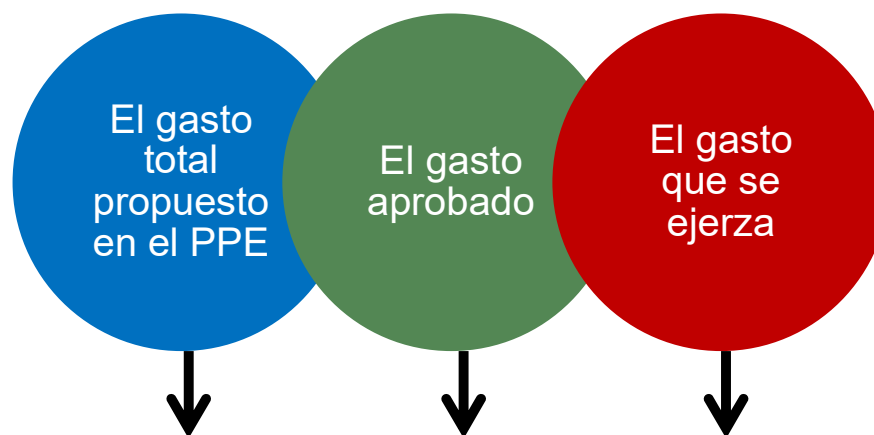 El gasto
total
propuesto
en el PPE
El gasto
aprobado
El gasto
que se
ejerza